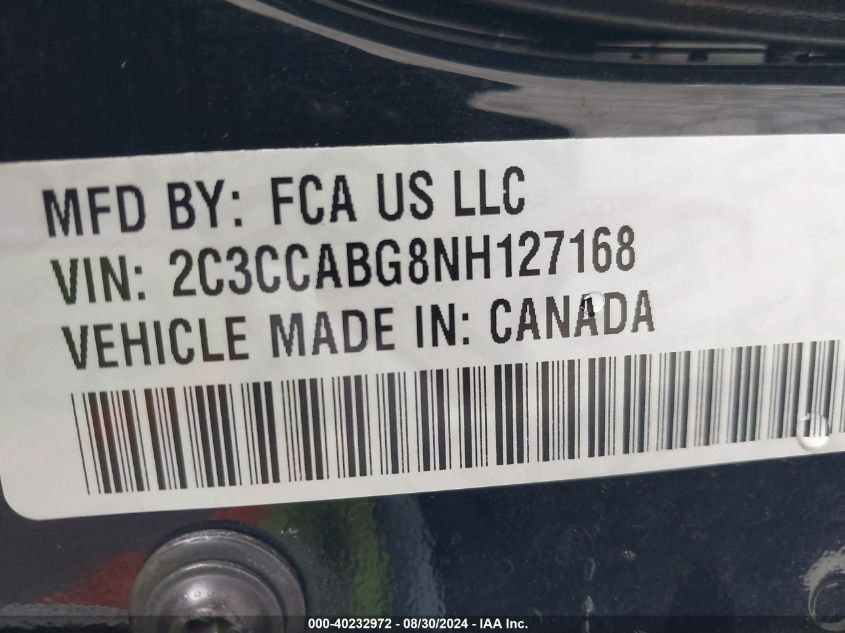 MFD BY: FCA US LLC
VIN: 2C3CCABG8NH127168
VEHICLE MADE IN: CANADA
000-40232972 - 08/30/2024 - IAA Inc.